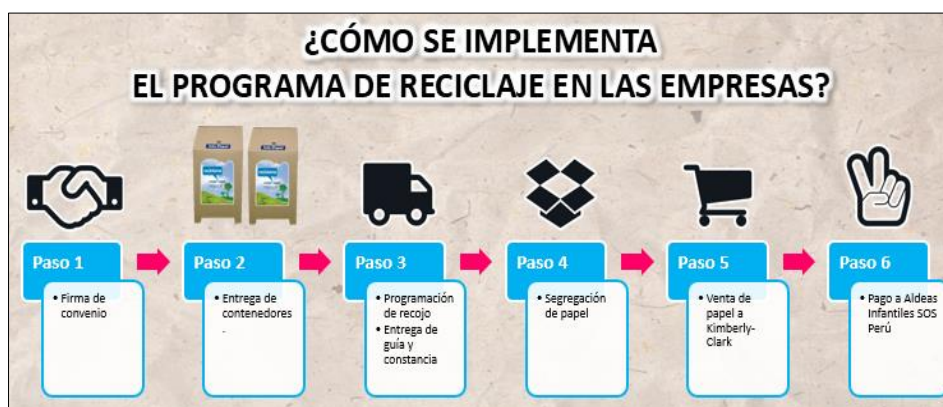 ¿CÓMO SE IMPLEMENTA
EL PROGRAMA DE RECICLAJE EN LAS EMPRESAS?
Paso 1
• Firma de
convenio
Paso 2
• Entrega de
contenedores
.
Paso 3
• Programación
de recojo
• Entrega de
guía y
constancia
Paso 4
• Segregación
de papel
Paso 5
• Venta de
papel a
Kimberly-
Clark
Paso 6
• Pago a Aldeas
Infantiles SOS
Perú